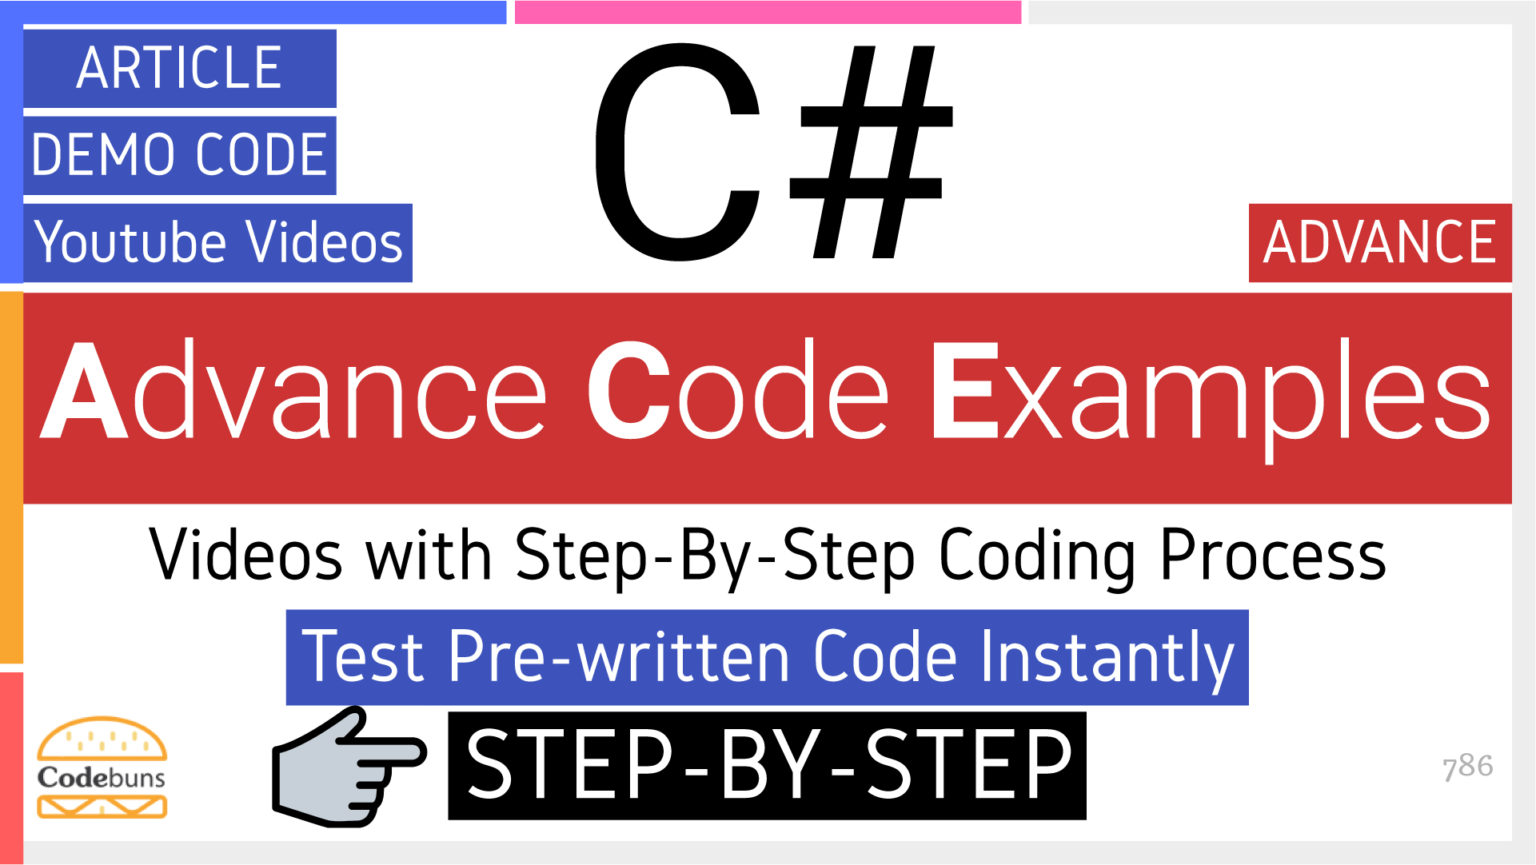 ARTICLE
DEMO CODE
Youtube Videos
C#
ADVANCE
Advance Code Examples
Videos with Step-By-Step Coding Process
Test Pre-written Code Instantly
STEP-BY-STEP
Codebuns
786